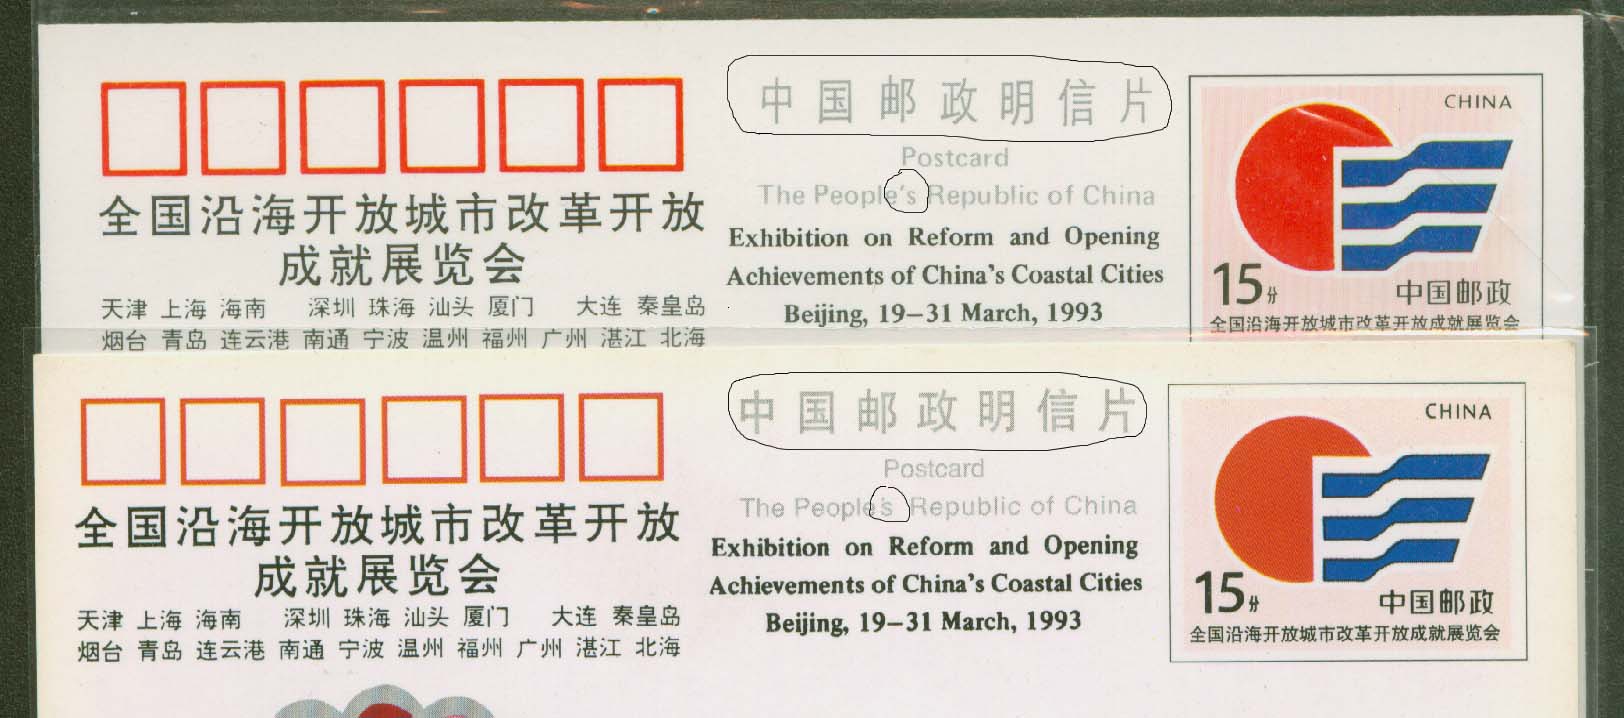 中国邮政明信片
Postcard
The People's Republic of China
全国沿海开放城市改革开放
成就展览会
天津 上海 海南 深圳 珠海 汕头 厦门 大连 秦皇岛
烟台 青岛 连云港 南通 宁波 温州 福州 广州 湛江 北海
Exhibition on Reform and Opening
Achievements of China's Coastal Cities
Beijing, 19–31 March, 1993
CHINA
15分
中国邮政
全国沿海开放城市改革开放成就展览会
中国邮政明信片
Postcard
The People's Republic of China
全国沿海开放城市改革开放
成就展览会
天津 上海 海南 深圳 珠海 汕头 厦门 大连 秦皇岛
烟台 青岛 连云港 南通 宁波 温州 福州 广州 湛江 北海
Exhibition on Reform and Opening
Achievements of China's Coastal Cities
Beijing, 19–31 March, 1993
CHINA
15分
中国邮政
全国沿海开放城市改革开放成就展览会